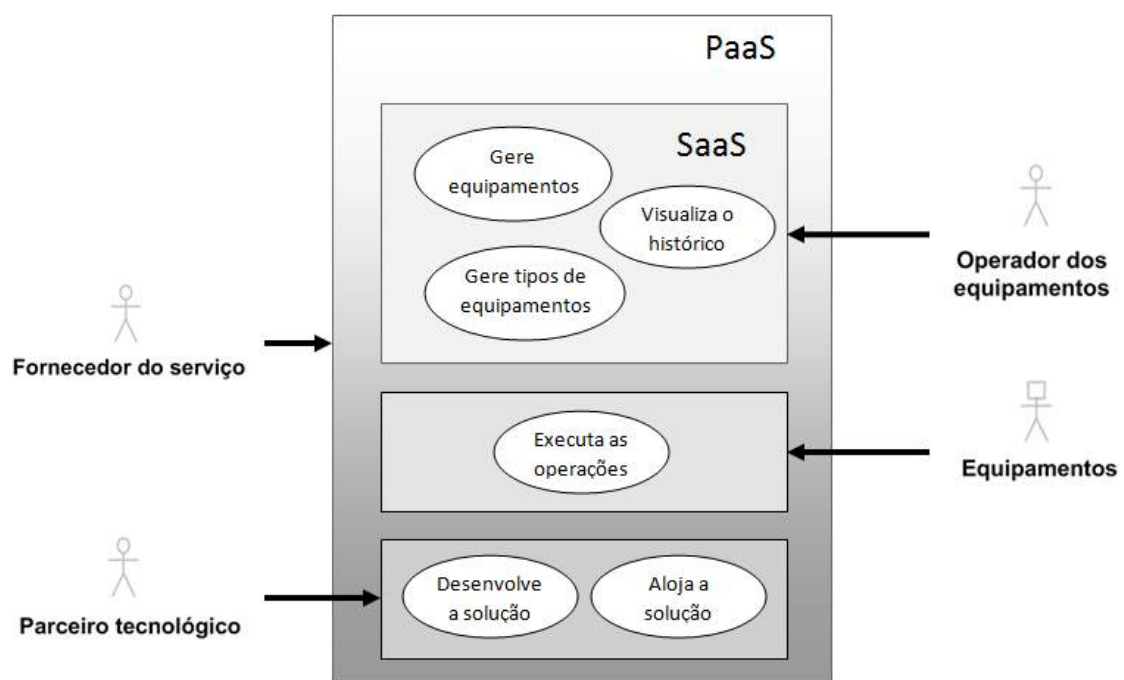 PaaS
SaaS
Gere
equipamentos
Visualiza o
histórico
Gere tipos de
equipamentos
Operador dos
equipamentos
Fornecedor do serviço
Executa as
operações
Equipamentos
Desenvolve
a solução
Aloja a
solução
Parceiro tecnológico